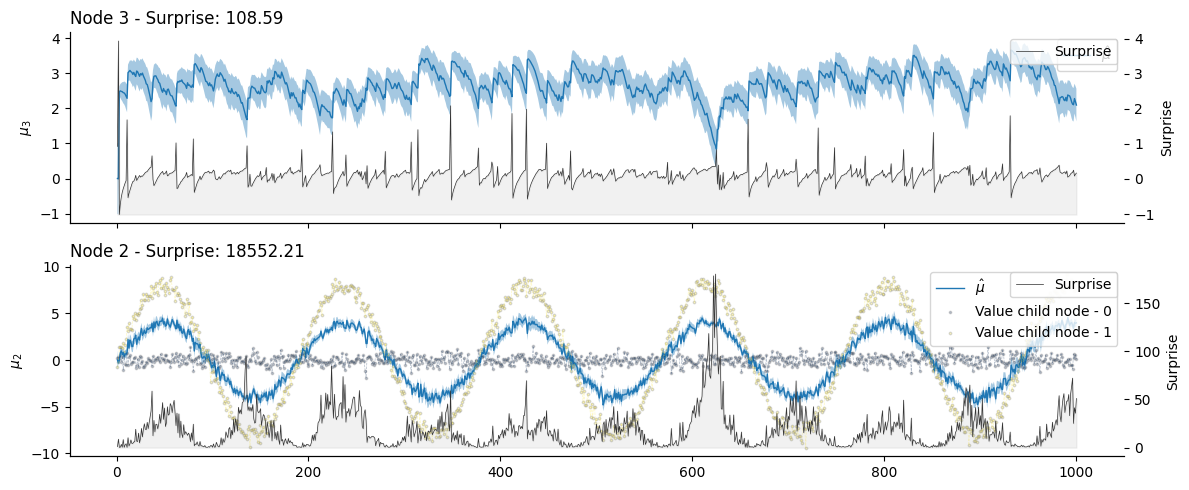 Node 3 - Surprise: 108.59
4
3
2
1
0
−1
μ₃
Surprise
4
3
2
1
0
−1
Surprise
Node 2 - Surprise: 18552.21
10
5
0
−5
−10
μ₂
μ̂
Value child node - 0
Value child node - 1
Surprise
150
100
50
0
Surprise
0
200
400
600
800
1000